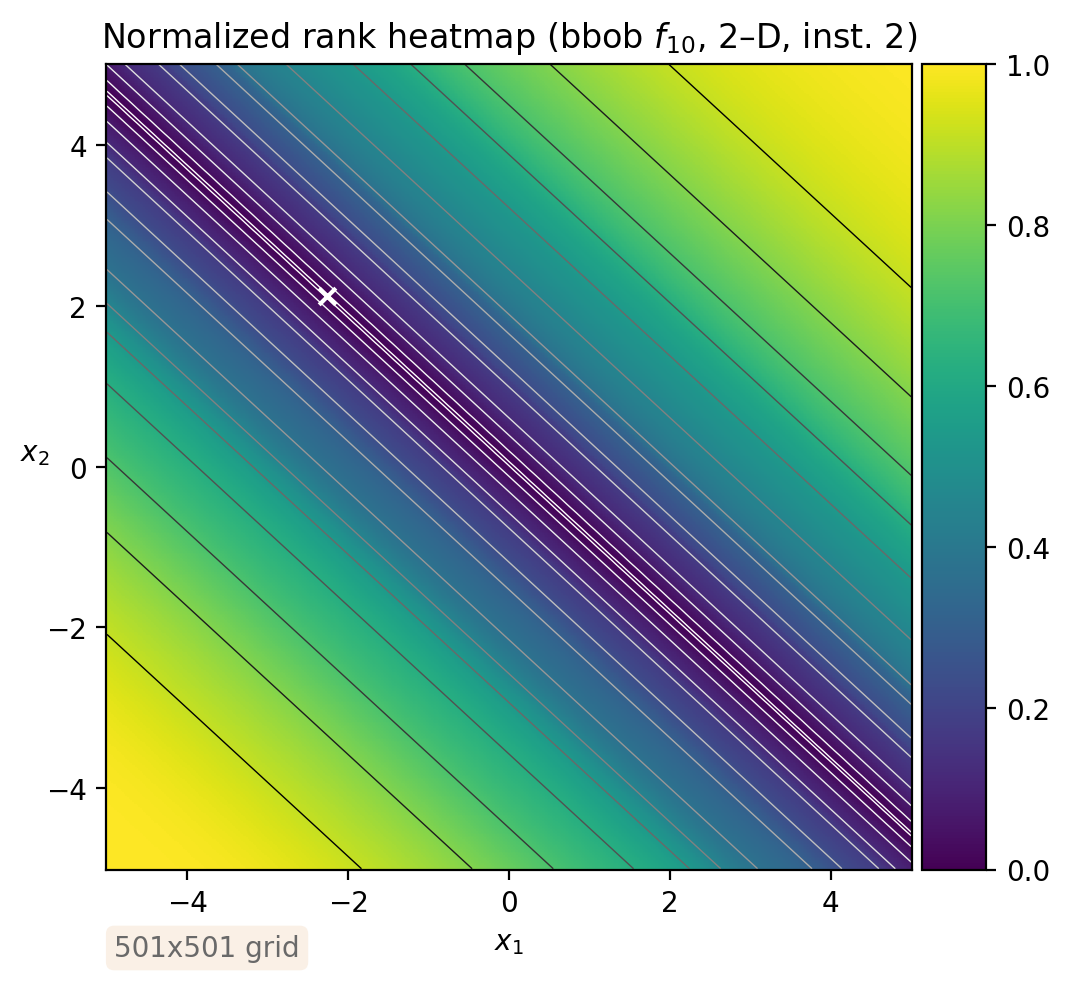 Normalized rank heatmap (bbob f₁₀, 2–D, inst. 2)
1.0
0.8
0.6
0.4
0.2
0.0
4
2
0
−2
−4
x₂
−4 −2 0 2 4
x₁
501x501 grid